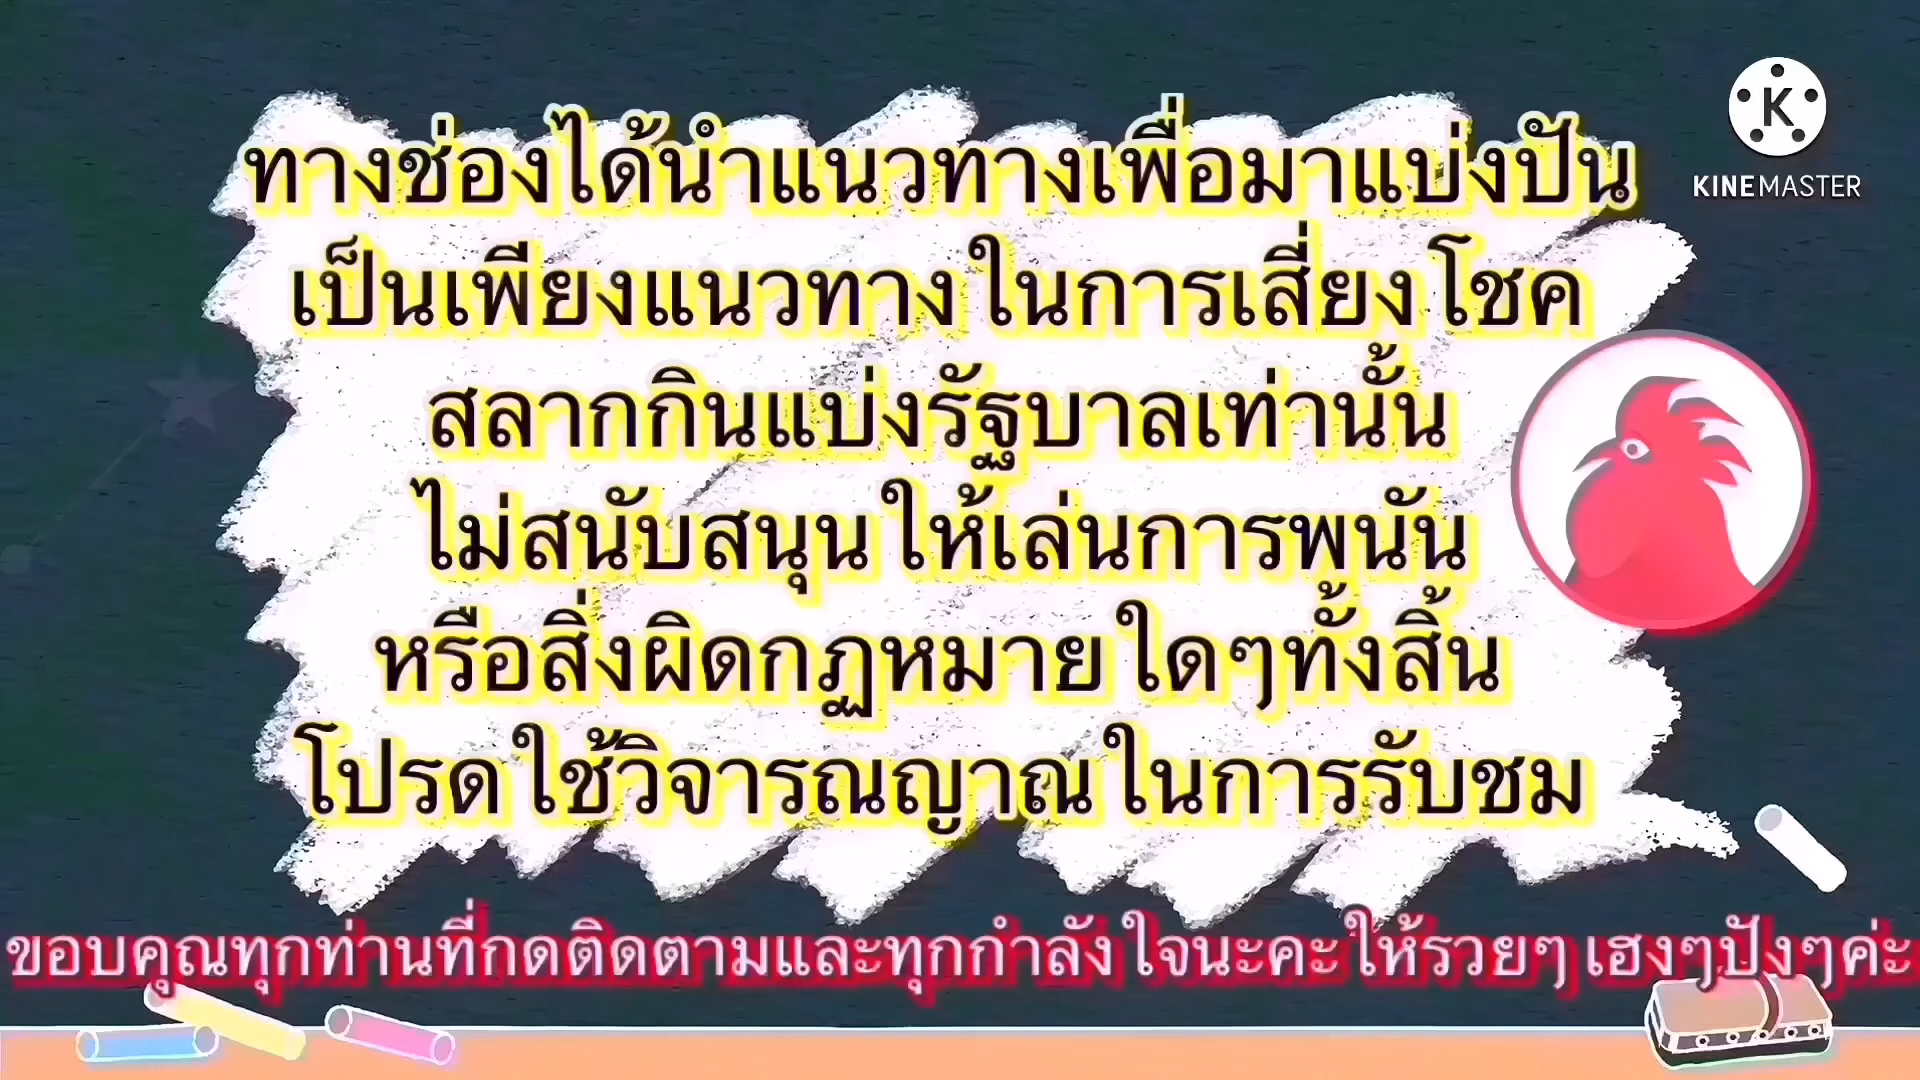 ทางช่องได้นำแนวทางเพื่อมาแบ่งปัน
เป็นเพียงแนวทางในการเสี่ยงโชค
สลากกินแบ่งรัฐบาลเท่านั้น
ไม่สนับสนุนให้เล่นการพนัน
หรือสิ่งผิดกฏหมายใดๆทั้งสิ้น
โปรดใช้วิจารณญาณในการรับชม
ขอบคุณทุกท่านที่กดติดตามและทุกกำลังใจนะคะให้รวยๆเฮงๆปังๆค่ะ
K
KINEMASTER